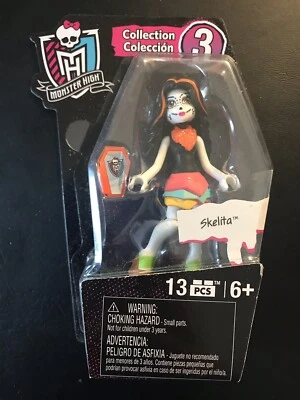 Collection
Colección
3
MONSTER HIGH
Skelita™
13 PCS™ 6+
WARNING:
CHOKING HAZARD - Small parts.
Not for children under 3 years.
ADVERTENCIA:
PELIGRO DE ASFIXIA - Juguete no recomendado
para menores de 3 años. Contiene piezas pequeñas que
podrían provocar asfixia en caso de ser ingeridas por el niño/a.